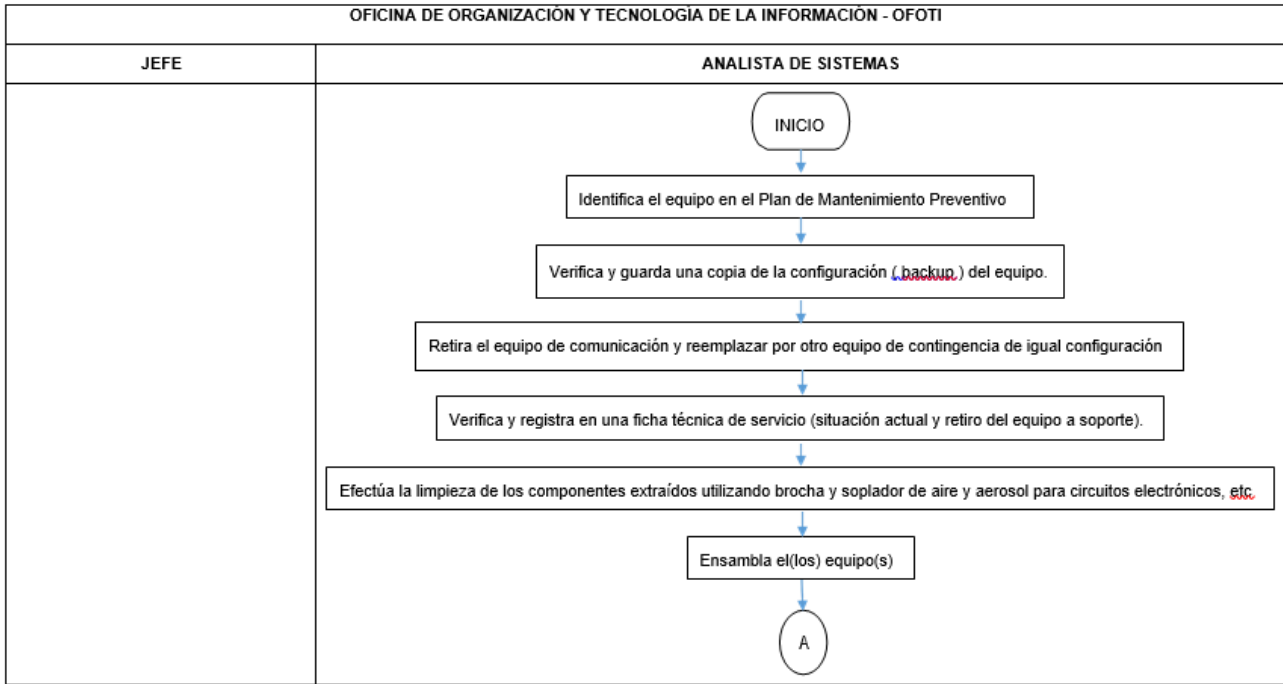 OFICINA DE ORGANIZACIÓN Y TECNOLOGÍA DE LA INFORMACIÓN - OFOTI
JEFE
ANALISTA DE SISTEMAS
INICIO
Identifica el equipo en el Plan de Mantenimiento Preventivo
Verifica y guarda una copia de la configuración ( backup ) del equipo.
Retira el equipo de comunicación y reemplazar por otro equipo de contingencia de igual configuración
Verifica y registra en una ficha técnica de servicio (situación actual y retiro del equipo a soporte).
Efectúa la limpieza de los componentes extraídos utilizando brocha y soplador de aire y aerosol para circuitos electrónicos, etc
Ensambla el(los) equipo(s)
A